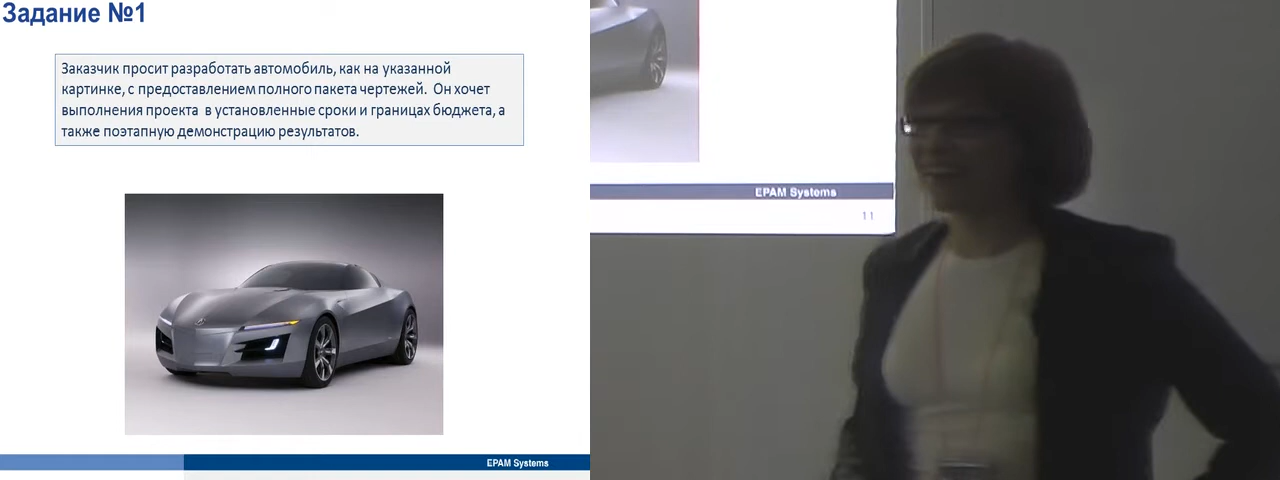 Задание №1
Заказчик просит разработать автомобиль, как на указанной
картинке, с предоставлением полного пакета чертежей. Он хочет
выполнения проекта в установленные сроки и границах бюджета, а
также поэтапную демонстрацию результатов.
EPAM Systems
EPAM Systems
11